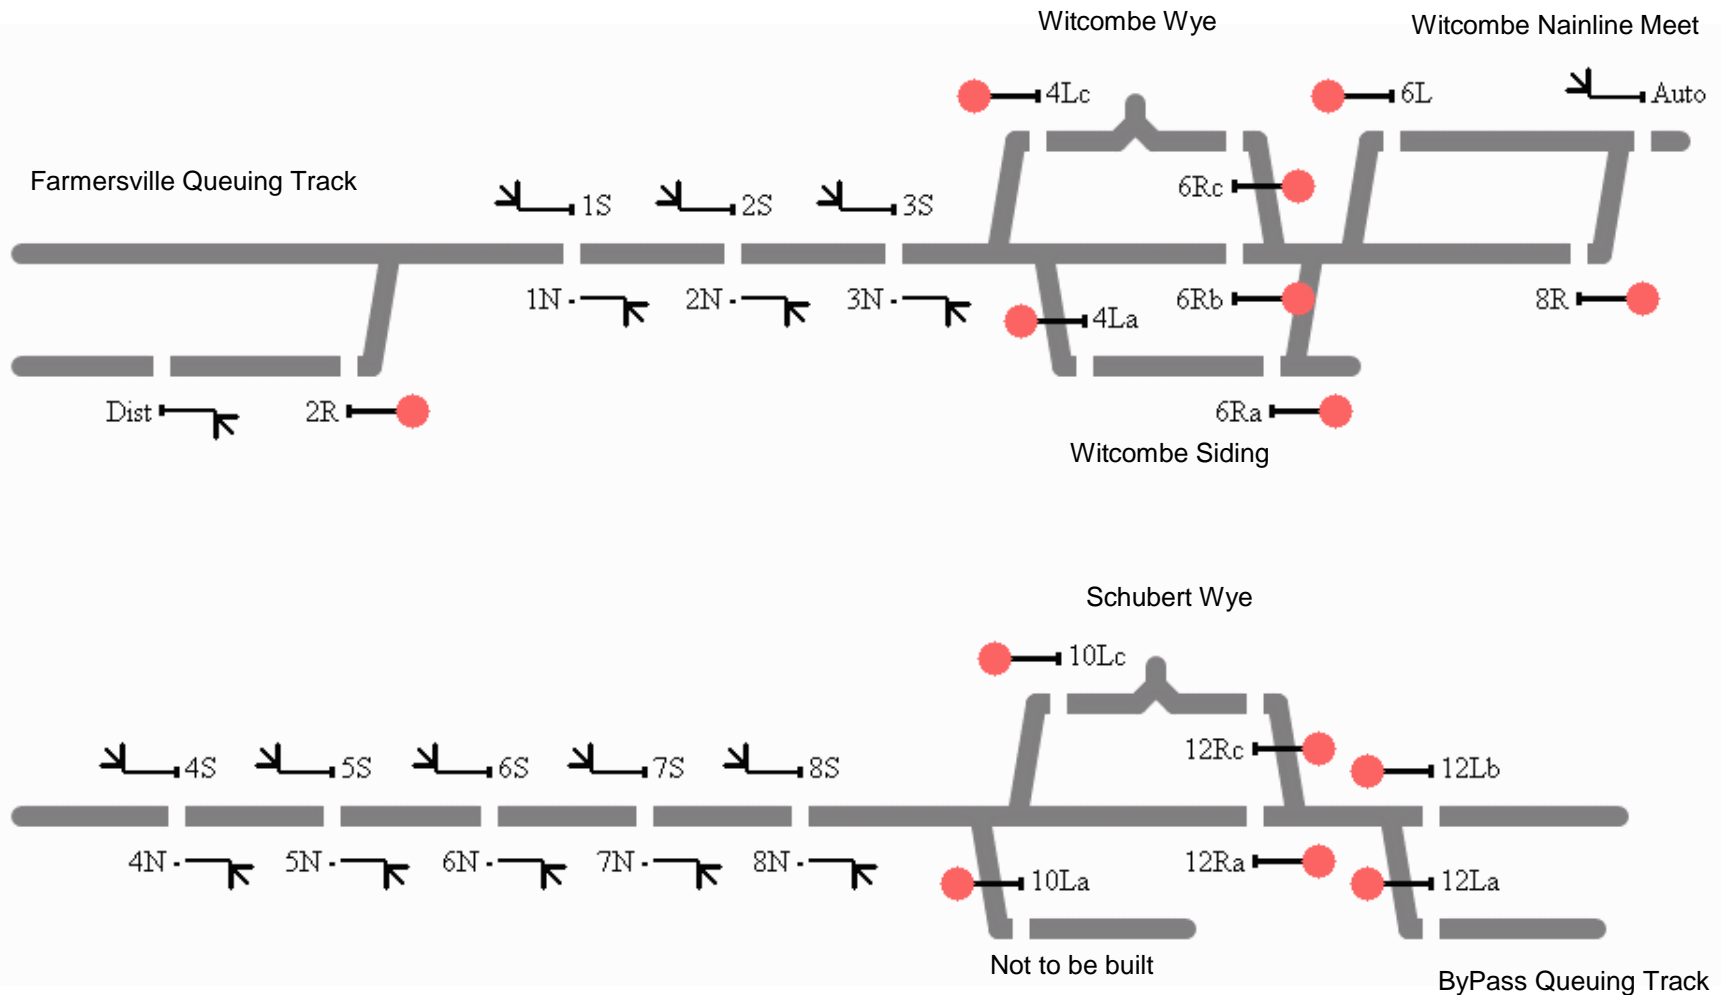 Witcombe Wye
Witcombe Nainline Meet
4Lc
6L
Auto
Farmersville Queuing Track
6Rc
1S
2S
3S
1N
2N
3N
6Rb
8R
4La
Dist
2R
6Ra
Witcombe Siding
Schubert Wye
10Lc
12Rc
4S
5S
6S
7S
8S
12Lb
4N
5N
6N
7N
8N
12Ra
10La
12La
Not to be built
ByPass Queuing Track